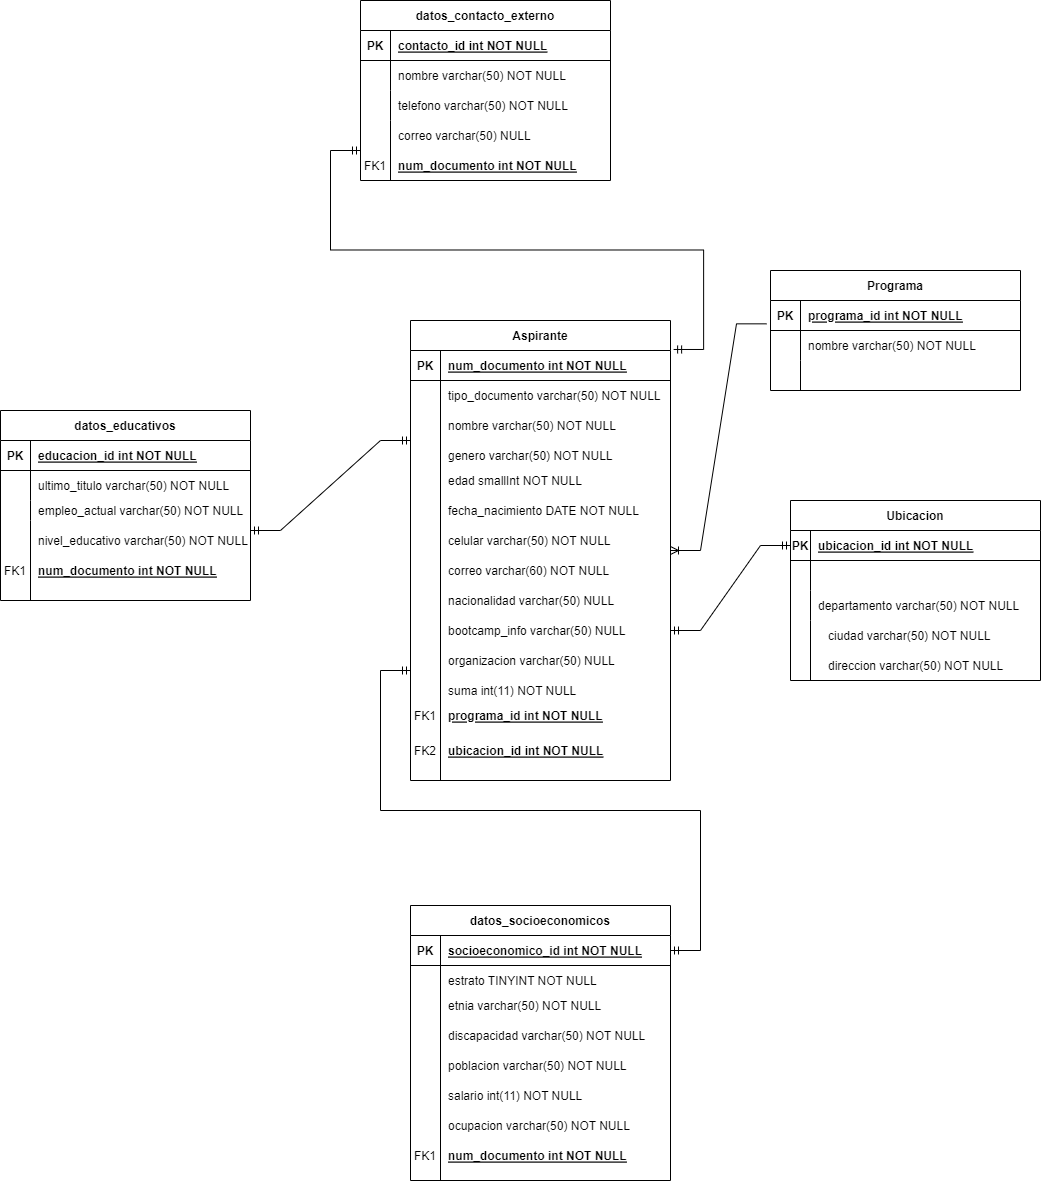 datos_contacto_externo
PK contacto_id int NOT NULL
nombre varchar(50) NOT NULL
telefono varchar(50) NOT NULL
correo varchar(50) NULL
FK1 num_documento int NOT NULL
Programa
PK programa_id int NOT NULL
nombre varchar(50) NOT NULL
Aspirante
PK num_documento int NOT NULL
tipo_documento varchar(50) NOT NULL
nombre varchar(50) NOT NULL
genero varchar(50) NOT NULL
edad smallInt NOT NULL
fecha_nacimiento DATE NOT NULL
celular varchar(50) NOT NULL
correo varchar(60) NOT NULL
nacionalidad varchar(50) NULL
bootcamp_info varchar(50) NULL
organizacion varchar(50) NULL
suma int(11) NOT NULL
FK1 programa_id int NOT NULL
FK2 ubicacion_id int NOT NULL
datos_educativos
PK educacion_id int NOT NULL
ultimo_titulo varchar(50) NOT NULL
empleo_actual varchar(50) NOT NULL
nivel_educativo varchar(50) NOT NULL
FK1 num_documento int NOT NULL
Ubicacion
PK ubicacion_id int NOT NULL
departamento varchar(50) NOT NULL
ciudad varchar(50) NOT NULL
direccion varchar(50) NOT NULL
datos_socioeconomicos
PK socioeconomico_id int NOT NULL
estrato TINYINT NOT NULL
etnia varchar(50) NOT NULL
discapacidad varchar(50) NOT NULL
poblacion varchar(50) NOT NULL
salario int(11) NOT NULL
ocupacion varchar(50) NOT NULL
FK1 num_documento int NOT NULL